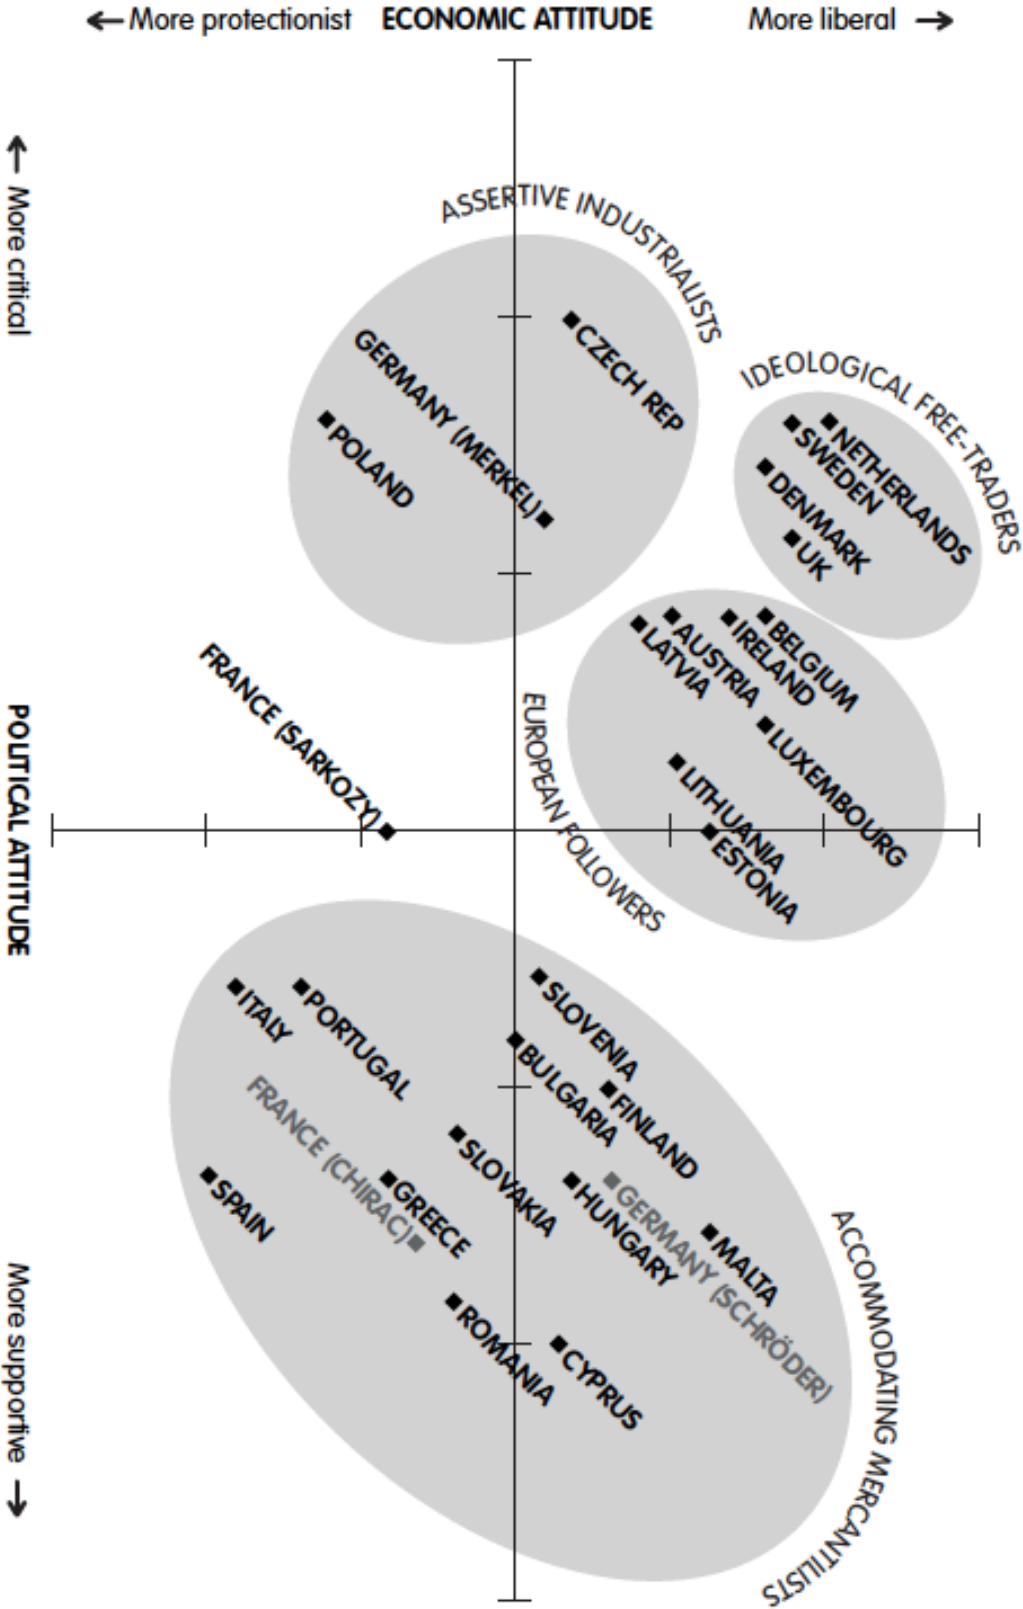 ← More protectionist ECONOMIC ATTITUDE More liberal →
← More critical
POLITICAL ATTITUDE
More supportive →
ASSERTIVE INDUSTRIALISTS
CZECH REP
GERMANY (MERKEL)
POLAND
IDEOLOGICAL FREE-TRADERS
NETHERLANDS
SWEDEN
DENMARK
UK
BELGIUM
IRELAND
AUSTRIA
LATVIA
LUXEMBOURG
LITHUANIA
ESTONIA
EUROPEAN FOLLOWERS
FRANCE (SARKOZY)
ITALY
PORTUGAL
SLOVENIA
BULGARIA
FINLAND
FRANCE (CHIRAC)
SLOVAKIA
GREECE
SPAIN
HUNGARY
GERMANY (SCHRÖDER)
MALTA
ROMANIA
CYPRUS
ACCOMMODATING MERCANTILISTS